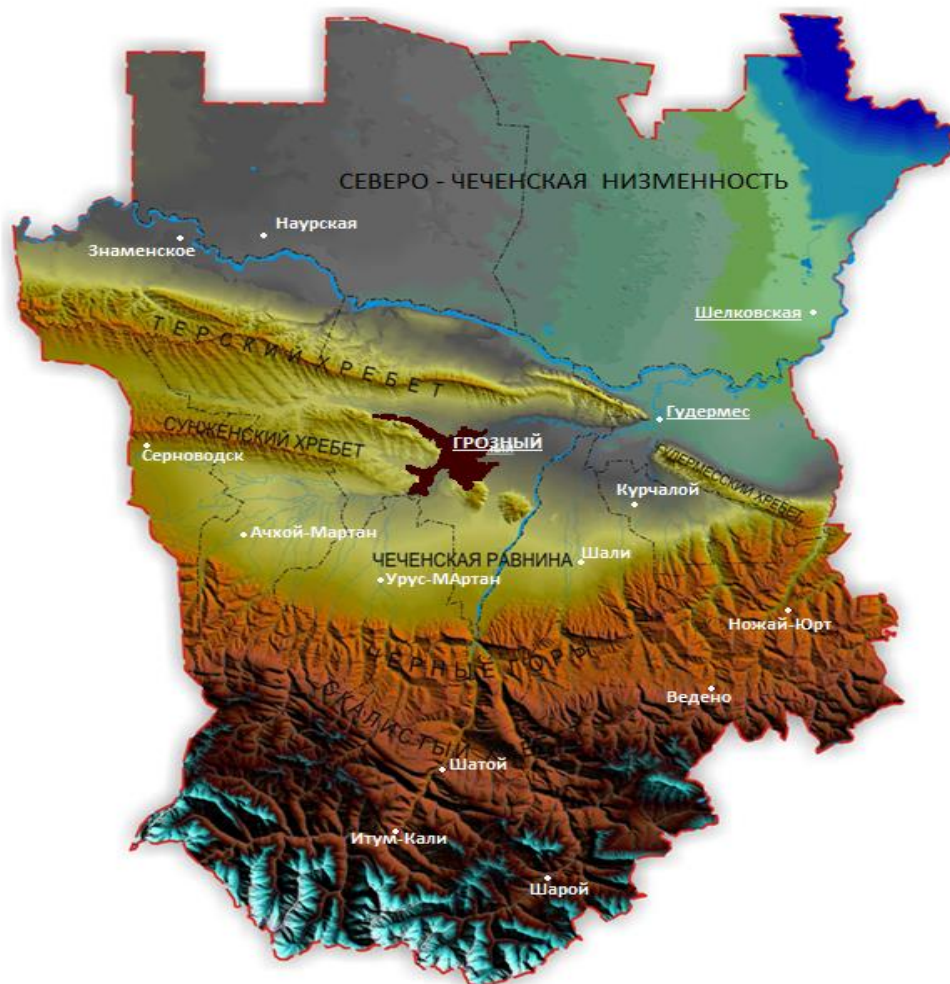 СЕВЕРО - ЧЕЧЕНСКАЯ НИЗМЕННОСТЬ
Наурская
Знаменское
Шелковская
ТЕРСКИЙ ХРЕБЕТ
Гудермес
СУНЖЕНСКИЙ ХРЕБЕТ
ГРОЗНЫЙ
Серноводск
ГУДЕРМЕССКИЙ ХРЕБЕТ
Курчалой
Ачхой-Мартан
ЧЕЧЕНСКАЯ РАВНИНА
Шали
Урус-МАртан
Ножай-Юрт
ЧЕРНЫЕ ГОРЫ
Ведено
СКАЛИСТЫЙ
Шатой
Итум-Кали
Шарой